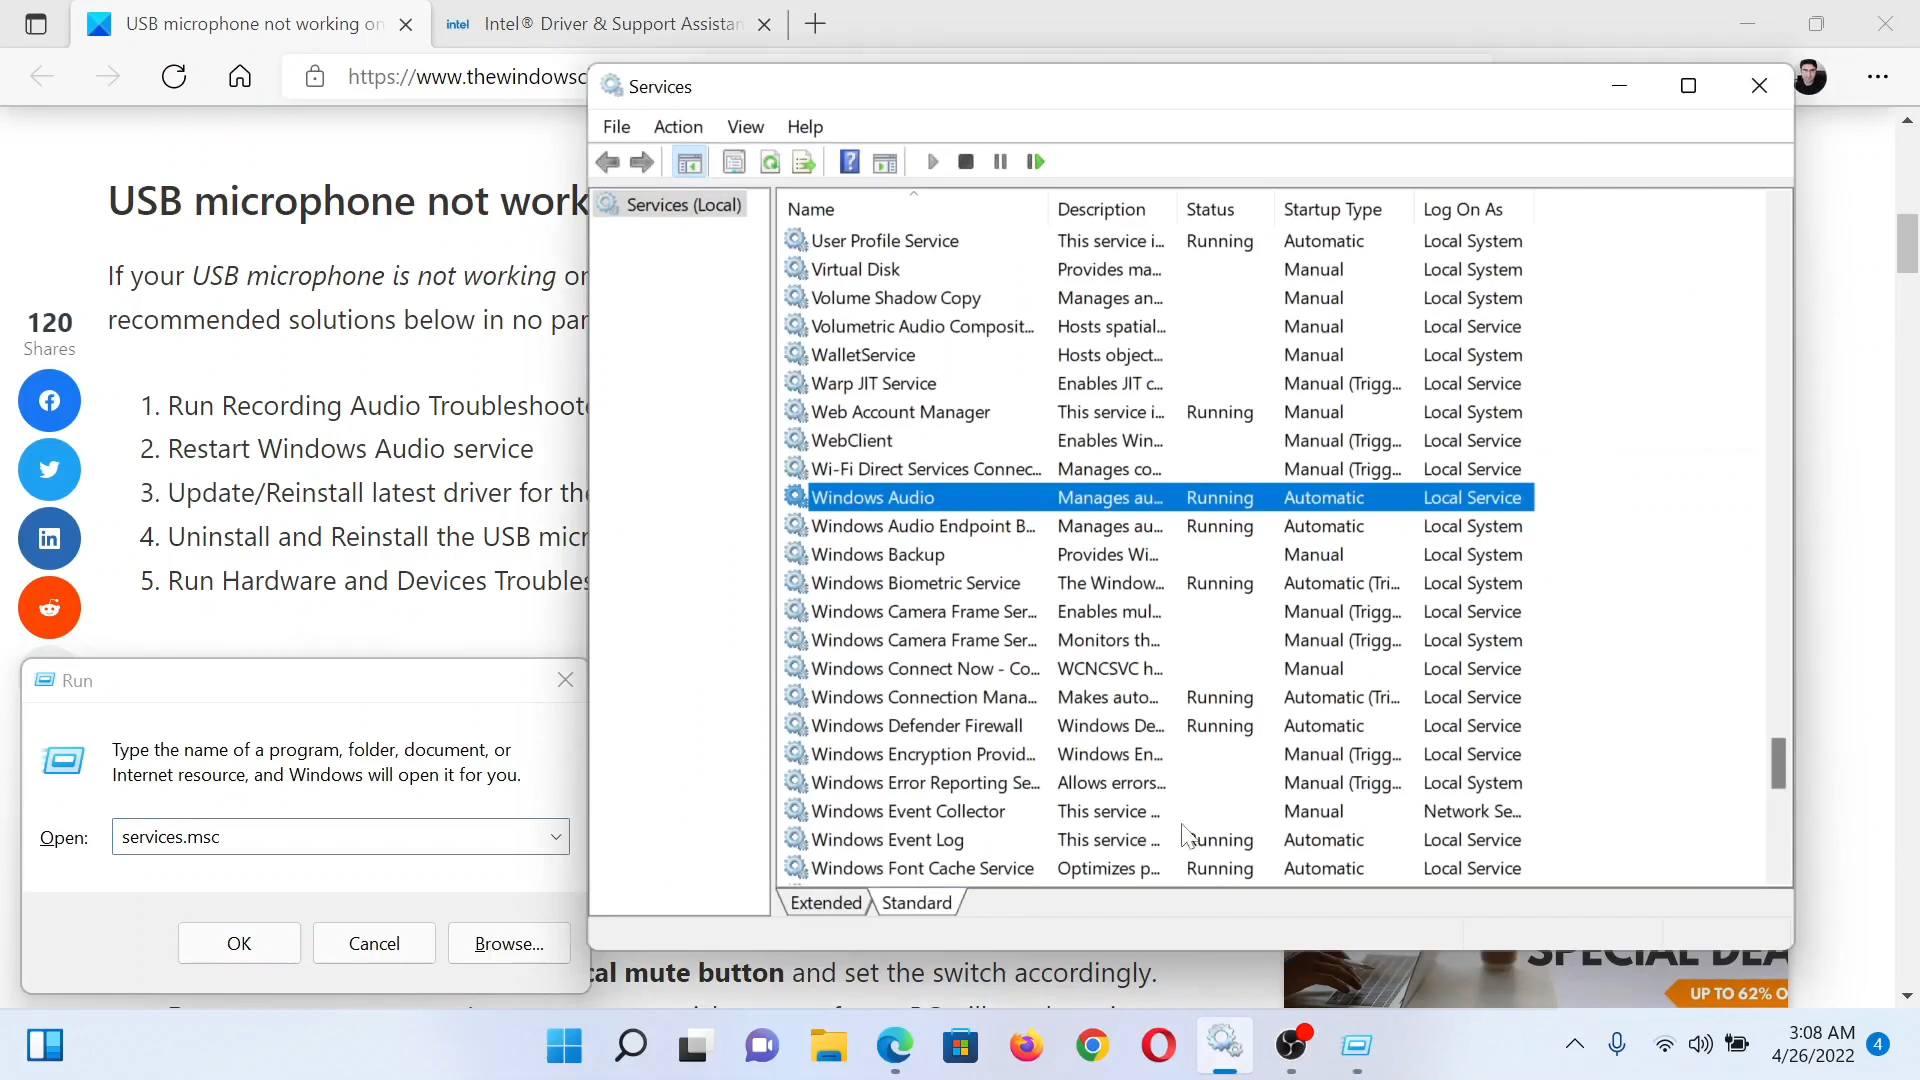 USB microphone not working on
intel Intel® Driver & Support Assistan
https://www.thewindowsc
USB microphone not work
If your USB microphone is not working or
recommended solutions below in no par
120
Shares
1. Run Recording Audio Troubleshoot
2. Restart Windows Audio service
3. Update/Reinstall latest driver for th
4. Uninstall and Reinstall the USB micr
5. Run Hardware and Devices Troubles
Services
File Action View Help
Services (Local)
Name Description Status Startup Type Log On As
User Profile Service This service i... Running Automatic Local System
Virtual Disk Provides ma... Manual Local System
Volume Shadow Copy Manages an... Manual Local System
Volumetric Audio Composit... Hosts spatial... Manual Local Service
WalletService Hosts object... Manual Local System
Warp JIT Service Enables JIT c... Manual (Trigg... Local Service
Web Account Manager This service i... Running Manual Local System
WebClient Enables Win... Manual (Trigg... Local Service
Wi-Fi Direct Services Connec... Manages co... Manual (Trigg... Local Service
Windows Audio Manages au... Running Automatic Local Service
Windows Audio Endpoint B... Manages au... Running Automatic Local System
Windows Backup Provides Wi... Manual Local System
Windows Biometric Service The Window... Running Automatic (Tri... Local System
Windows Camera Frame Ser... Enables mul... Manual (Trigg... Local Service
Windows Camera Frame Ser... Monitors th... Manual (Trigg... Local System
Windows Connect Now - Co... WCNCSVC h... Manual Local Service
Windows Connection Mana... Makes auto... Running Automatic (Tri... Local Service
Windows Defender Firewall Windows De... Running Automatic Local Service
Windows Encryption Provid... Windows En... Manual (Trigg... Local Service
Windows Error Reporting Se... Allows errors... Manual (Trigg... Local System
Windows Event Collector This service ... Manual Network Se...
Windows Event Log This service ... Running Automatic Local Service
Windows Font Cache Service Optimizes p... Running Automatic Local Service
Extended Standard
Run
Type the name of a program, folder, document, or
Internet resource, and Windows will open it for you.
Open: services.msc
OK Cancel Browse...
cal mute button and set the switch accordingly.
SPECIAL DEA
UP TO 62% O
3:08 AM
4/26/2022
4